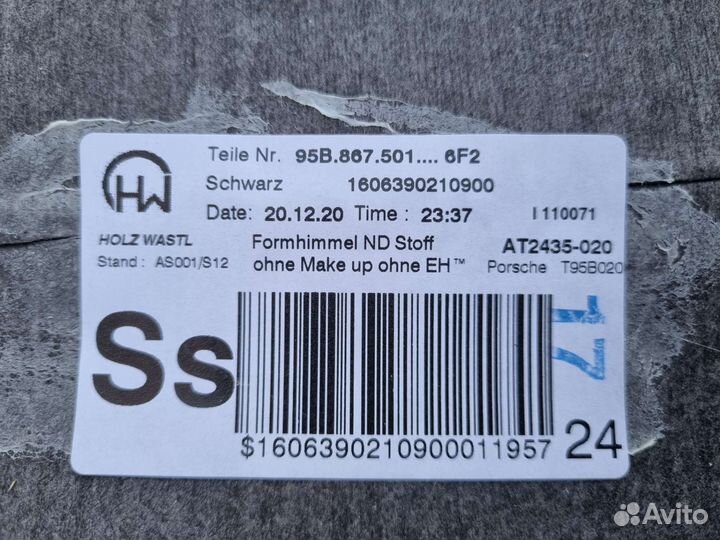 HW
Teile Nr. 95B.867.501.... 6F2
Schwarz 1606390210900
Date: 20.12.20 Time : 23:37 I 110071
HOLZ WASTL Formhimmel ND Stoff AT2435-020
Stand : AS001/S12 ohne Make up ohne EH™ Porsche T95B020
Ss
17
$1606390210900011957 24
Avito